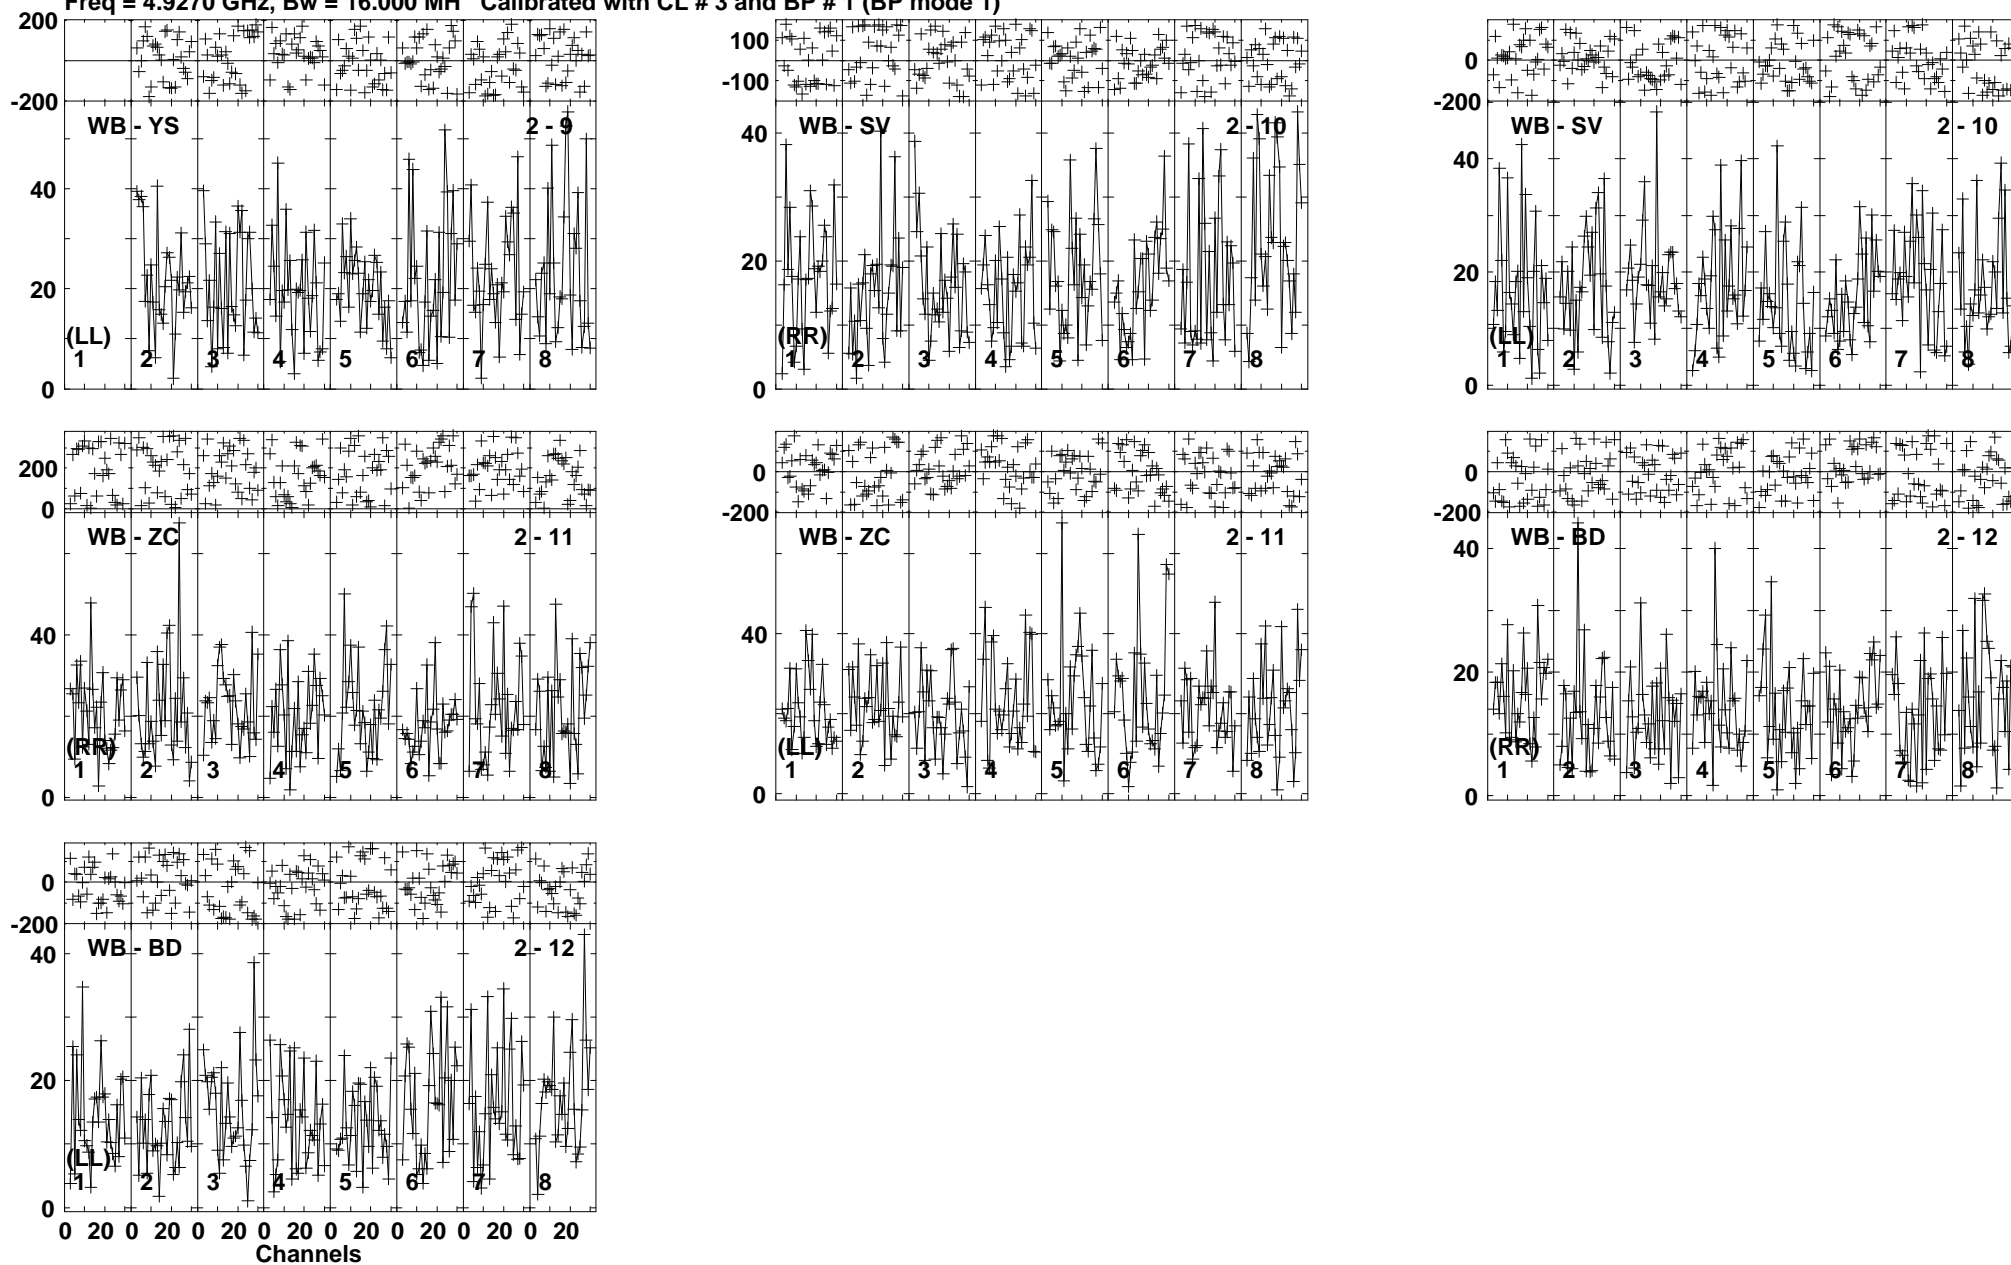 Freq = 4.9270 GHz, Bw = 16.000 MH Calibrated with CL # 3 and BP # 1 (BP mode 1)
200
-200
WB - YS 2 - 9
40
20
0
(LL)
1 2 3 4 5 6 7 8
100
-100
WB - SV 2 - 10
40
20
0
(RR)
1 2 3 4 5 6 7 8
0
-200
WB - SV 2 - 10
40
20
0
(LL)
1 2 3 4 5 6 7 8
200
0
WB - ZC 2 - 11
40
0
(RR)
1 2 3 4 5 6 7 8
0
-200
WB - ZC 2 - 11
40
0
(LL)
1 2 3 4 5 6 7 8
0
-200
WB - BD 2 - 12
40
20
0
(RR)
1 2 3 4 5 6 7 8
0
-200
WB - BD 2 - 12
40
20
0
(LL)
1 2 3 4 5 6 7 8
0 20 0 20 0 20 0 20 0 20 0 20 0 20 0 20
Channels